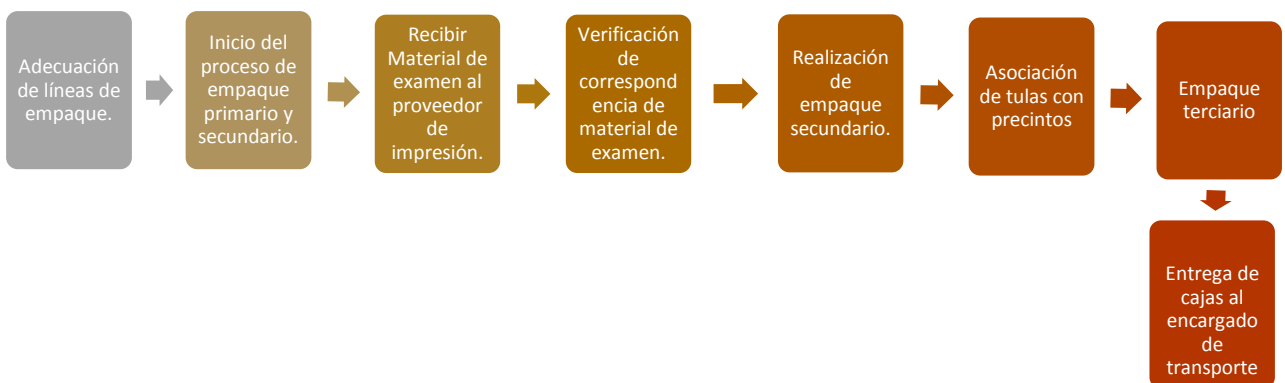 Adecuación
de líneas de
empaque.
Inicio del
proceso de
empaque
primario y
secundario.
Recibir
Material de
examen al
proveedor
de
impresión.
Verificación
de
correspond
encia de
material de
examen.
Realización
de
empaque
secundario.
Asociación
de tulas con
precintos
Empaque
terciario
Entrega de
cajas al
encargado
de
transporte